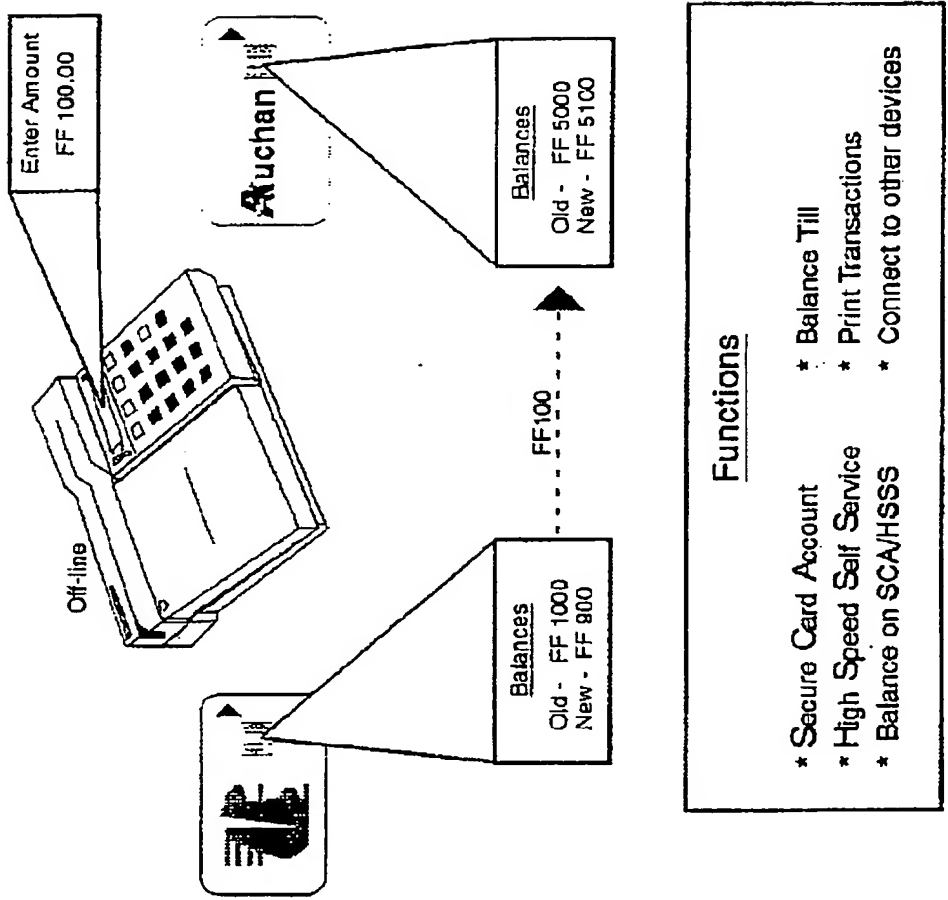 Enter Amount
FF 100.00
Off-line
Auchan
Balances
Old - FF 1000
New - FF 900
FF100
Balances
Old - FF 5000
New - FF 5100
Functions
* Secure Card Account
* High Speed Self Service
* Balance on SCA/HSSS
* Balance Till
* Print Transactions
* Connect to other devices